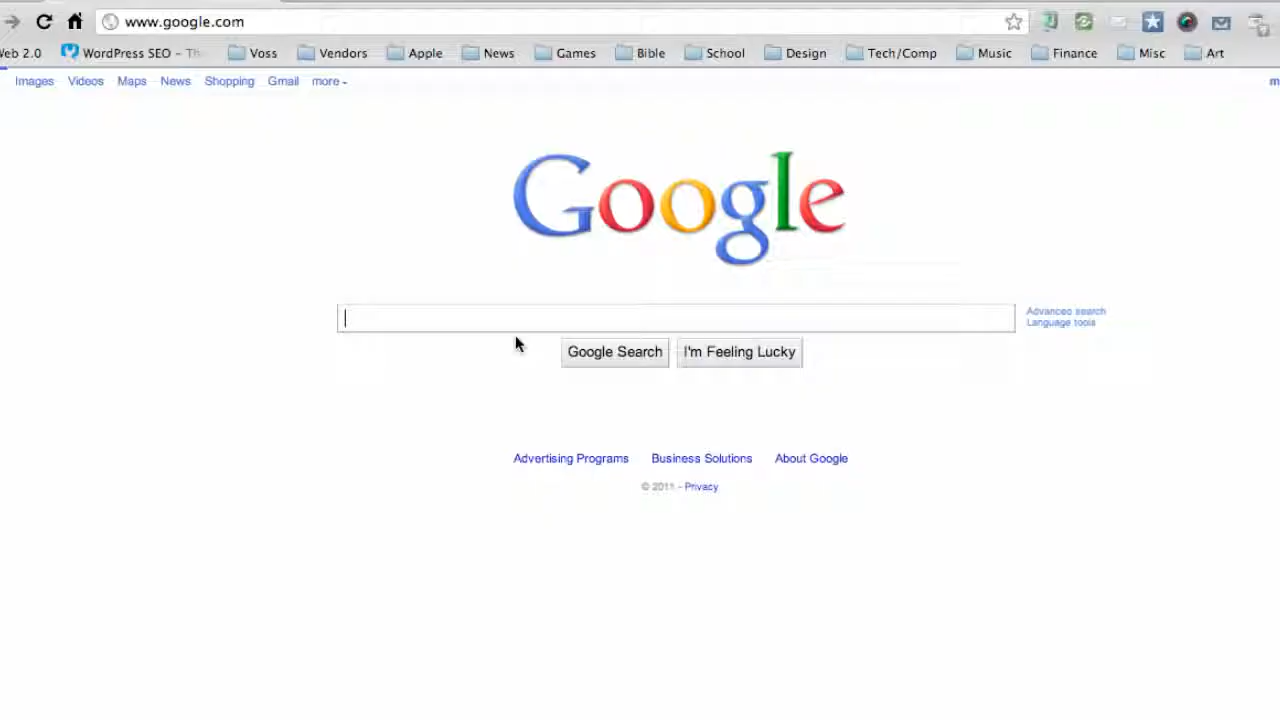 www.google.com
Web 2.0 WordPress SEO – Th Voss Vendors Apple News Games Bible School Design Tech/Comp Music Finance Misc Art
Images Videos Maps News Shopping Gmail more
Google
Advanced search
Language tools
Google Search I'm Feeling Lucky
Advertising Programs Business Solutions About Google
© 2011 - Privacy